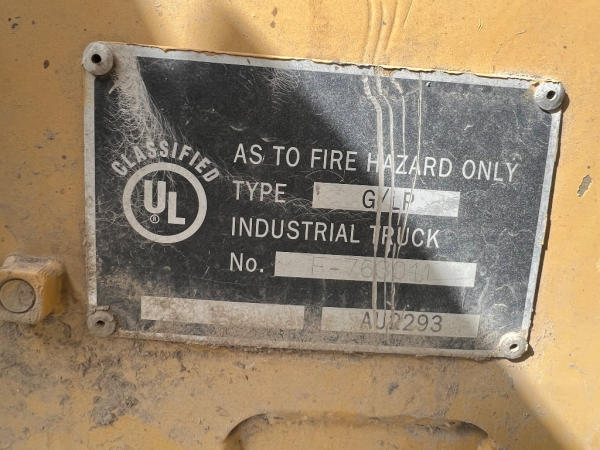 CLASSIFIED
UL
®
AS TO FIRE HAZARD ONLY
TYPE G/LP
INDUSTRIAL TRUCK
No.
AU2293